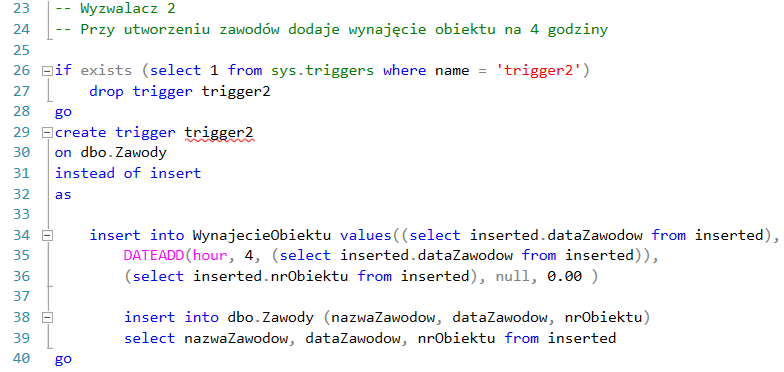 23 -- Wyzwalacz 2
24 -- Przy utworzeniu zawodów dodaje wynajęcie obiektu na 4 godziny
25
26 if exists (select 1 from sys.triggers where name = 'trigger2')
27     drop trigger trigger2
28 go
29 create trigger trigger2
30 on dbo.Zawody
31 instead of insert
32 as
33
34     insert into WynajecieObiektu values((select inserted.dataZawodow from inserted),
35         DATEADD(hour, 4, (select inserted.dataZawodow from inserted)),
36         (select inserted.nrObiektu from inserted), null, 0.00 )
37
38         insert into dbo.Zawody (nazwaZawodow, dataZawodow, nrObiektu)
39         select nazwaZawodow, dataZawodow, nrObiektu from inserted
40 go